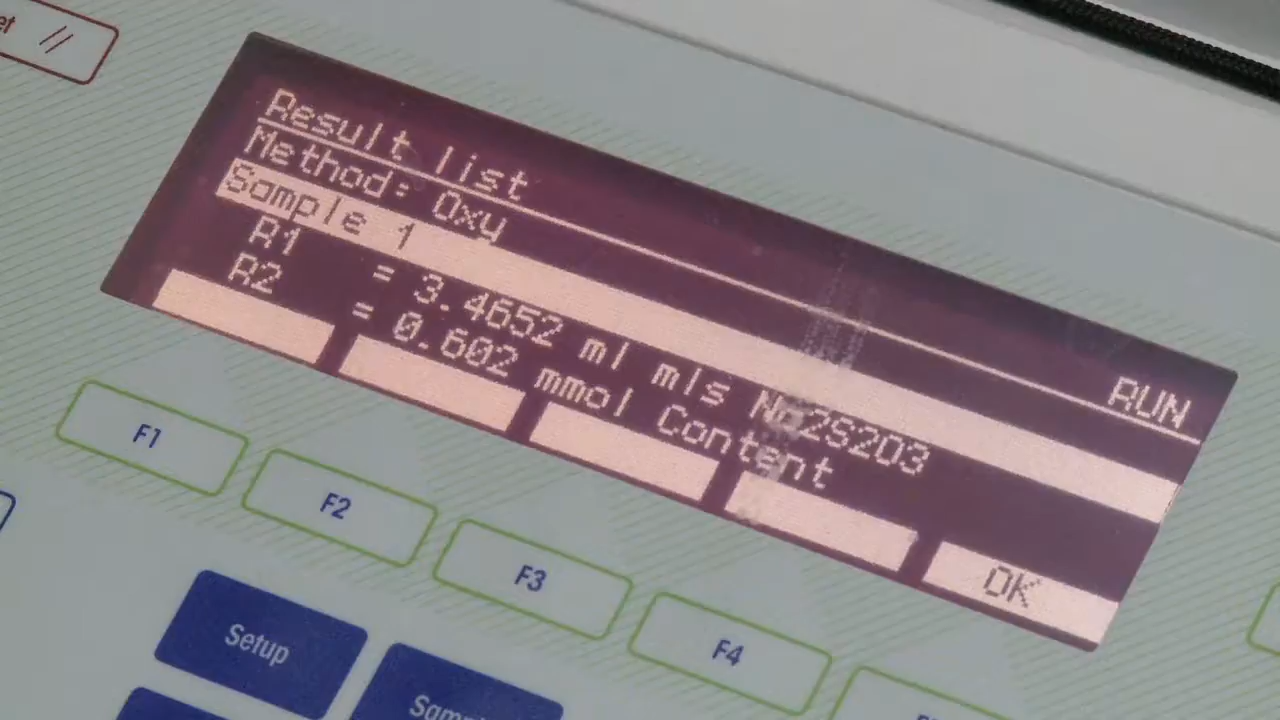 Result list
RUN
Method: Oxy
Sample 1
R1 = 3.4652 ml mls Na2S2O3
R2 = 0.602 mmol Content
OK
F1
F2
F3
F4
Setup